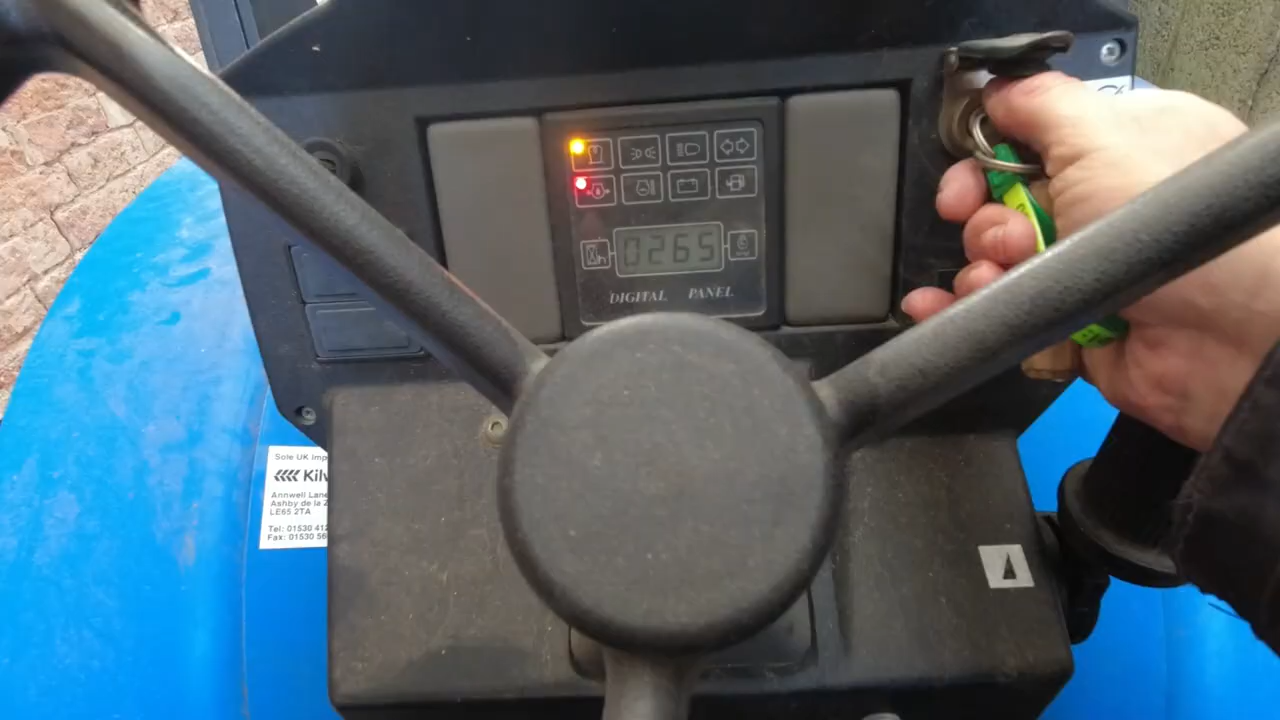 0265
DIGITAL PANEL
Sole UK Imp
Kilw
Annwell Lane
Ashby de la Z
LE65 2TA
Tel: 01530 412
Fax: 01530 56